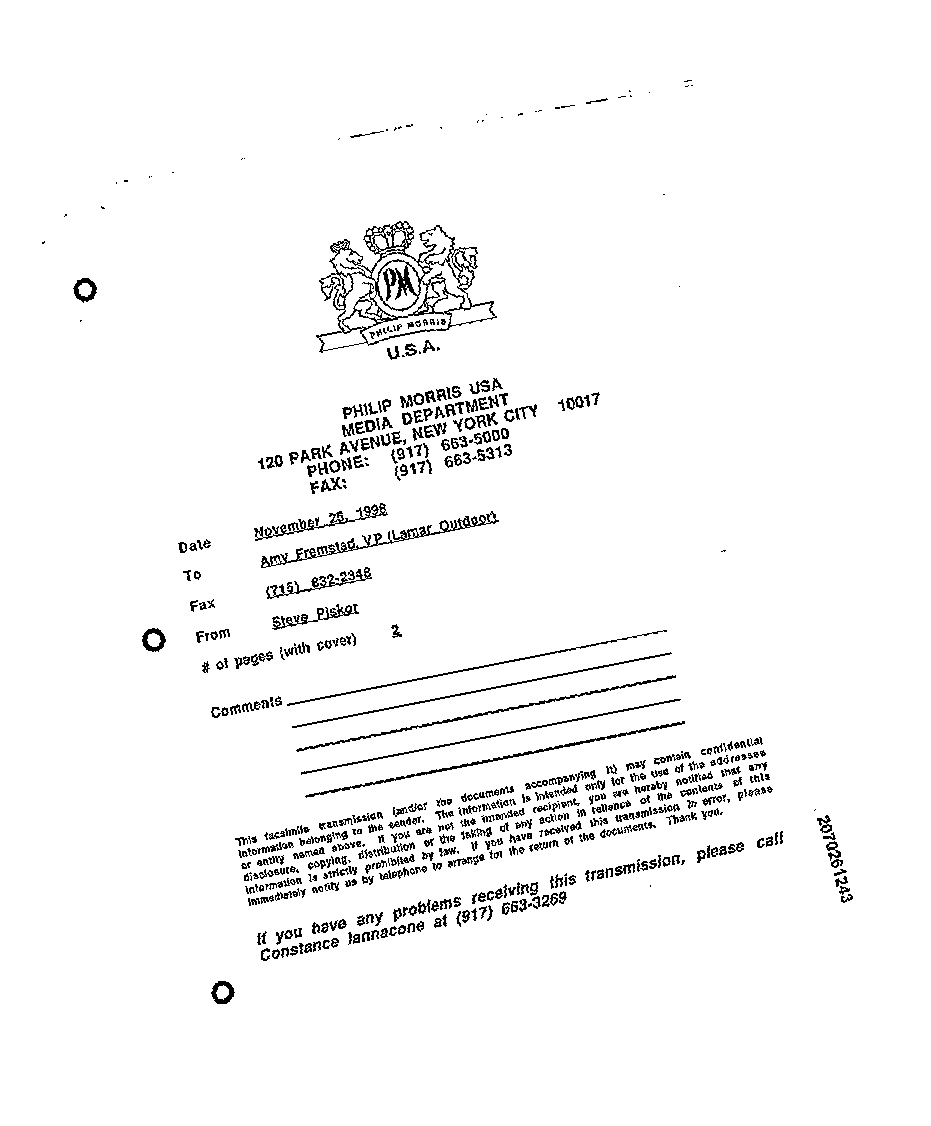 PM
PHILIP MORRIS
U.S.A.
PHILIP MORRIS USA
MEDIA DEPARTMENT
120 PARK AVENUE, NEW YORK CITY 10017
PHONE: (917) 663-5000
FAX: (917) 663-5313
Date November 25, 1998
To Amy Fremstad, VP (Lamar Outdoor)
Fax (715) 832-2348
From Steve Piskor
# of pages (with cover) 2
Comments
This facsimile transmission (and/or the documents accompanying it) may contain confidential
information belonging to the sender. The information is intended only for the use of the addressee
or entity named above. If you are not the intended recipient, you are hereby notified that any
disclosure, copying, distribution or the taking of any action in reliance of the contents of this
information is strictly prohibited by law. If you have received this transmission in error, please
immediately notify us by telephone to arrange for the return of the documents. Thank you.
If you have any problems receiving this transmission, please call
Constance Iannacone at (917) 663-3269
2070261243